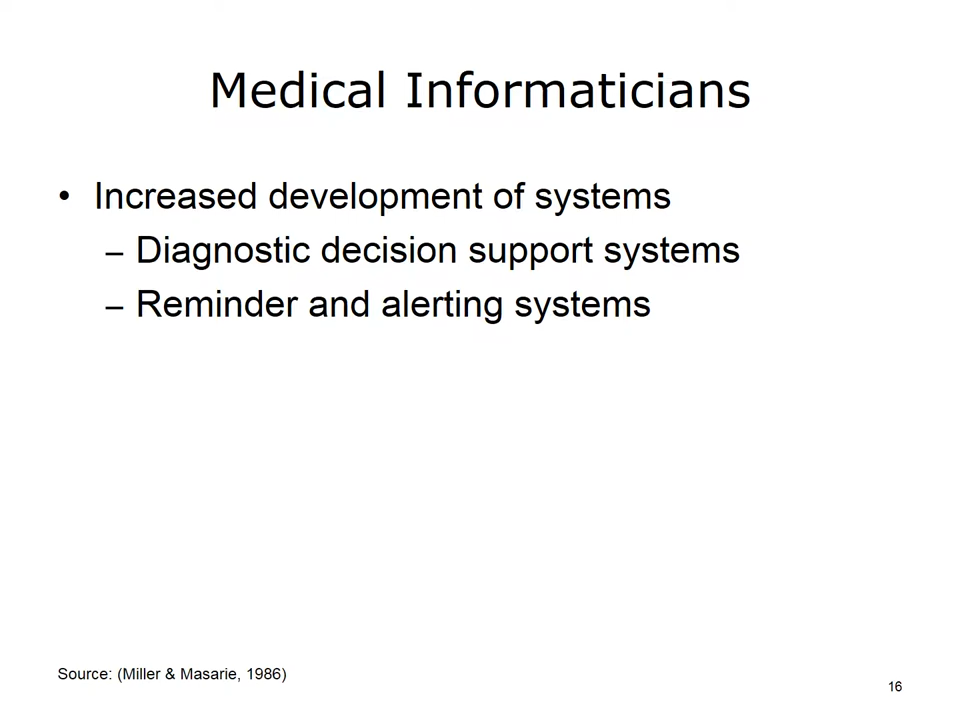 Medical Informaticians
• Increased development of systems
– Diagnostic decision support systems
– Reminder and alerting systems
Source: (Miller & Masarie, 1986)
16